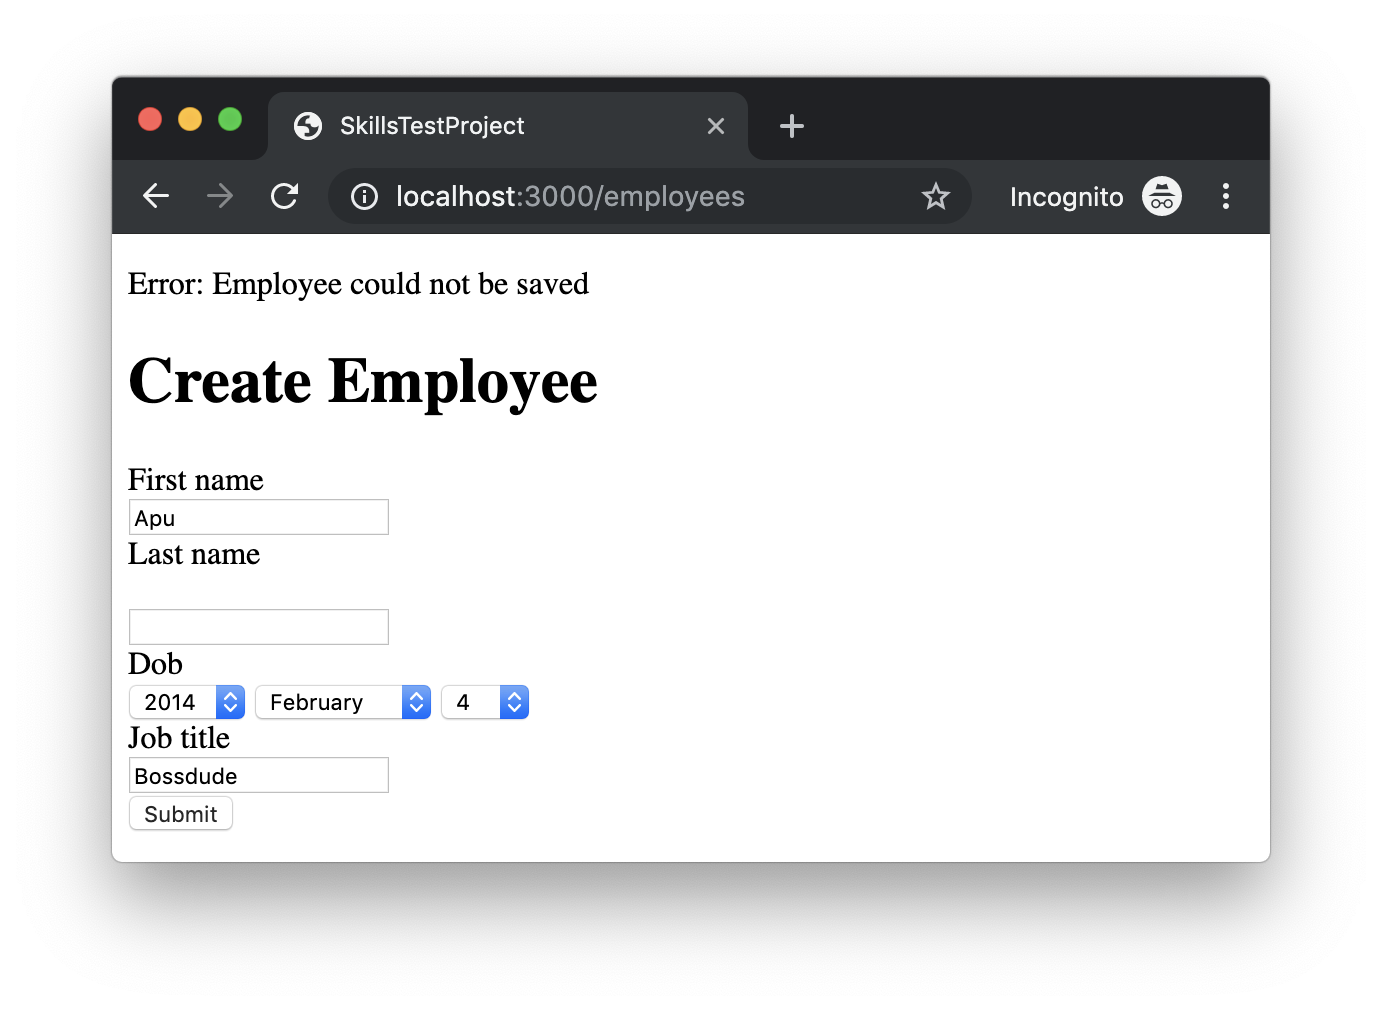 SkillsTestProject
localhost:3000/employees
Incognito
Error: Employee could not be saved
Create Employee
First name
Apu
Last name
Dob
2014 February 4
Job title
Bossdude
Submit